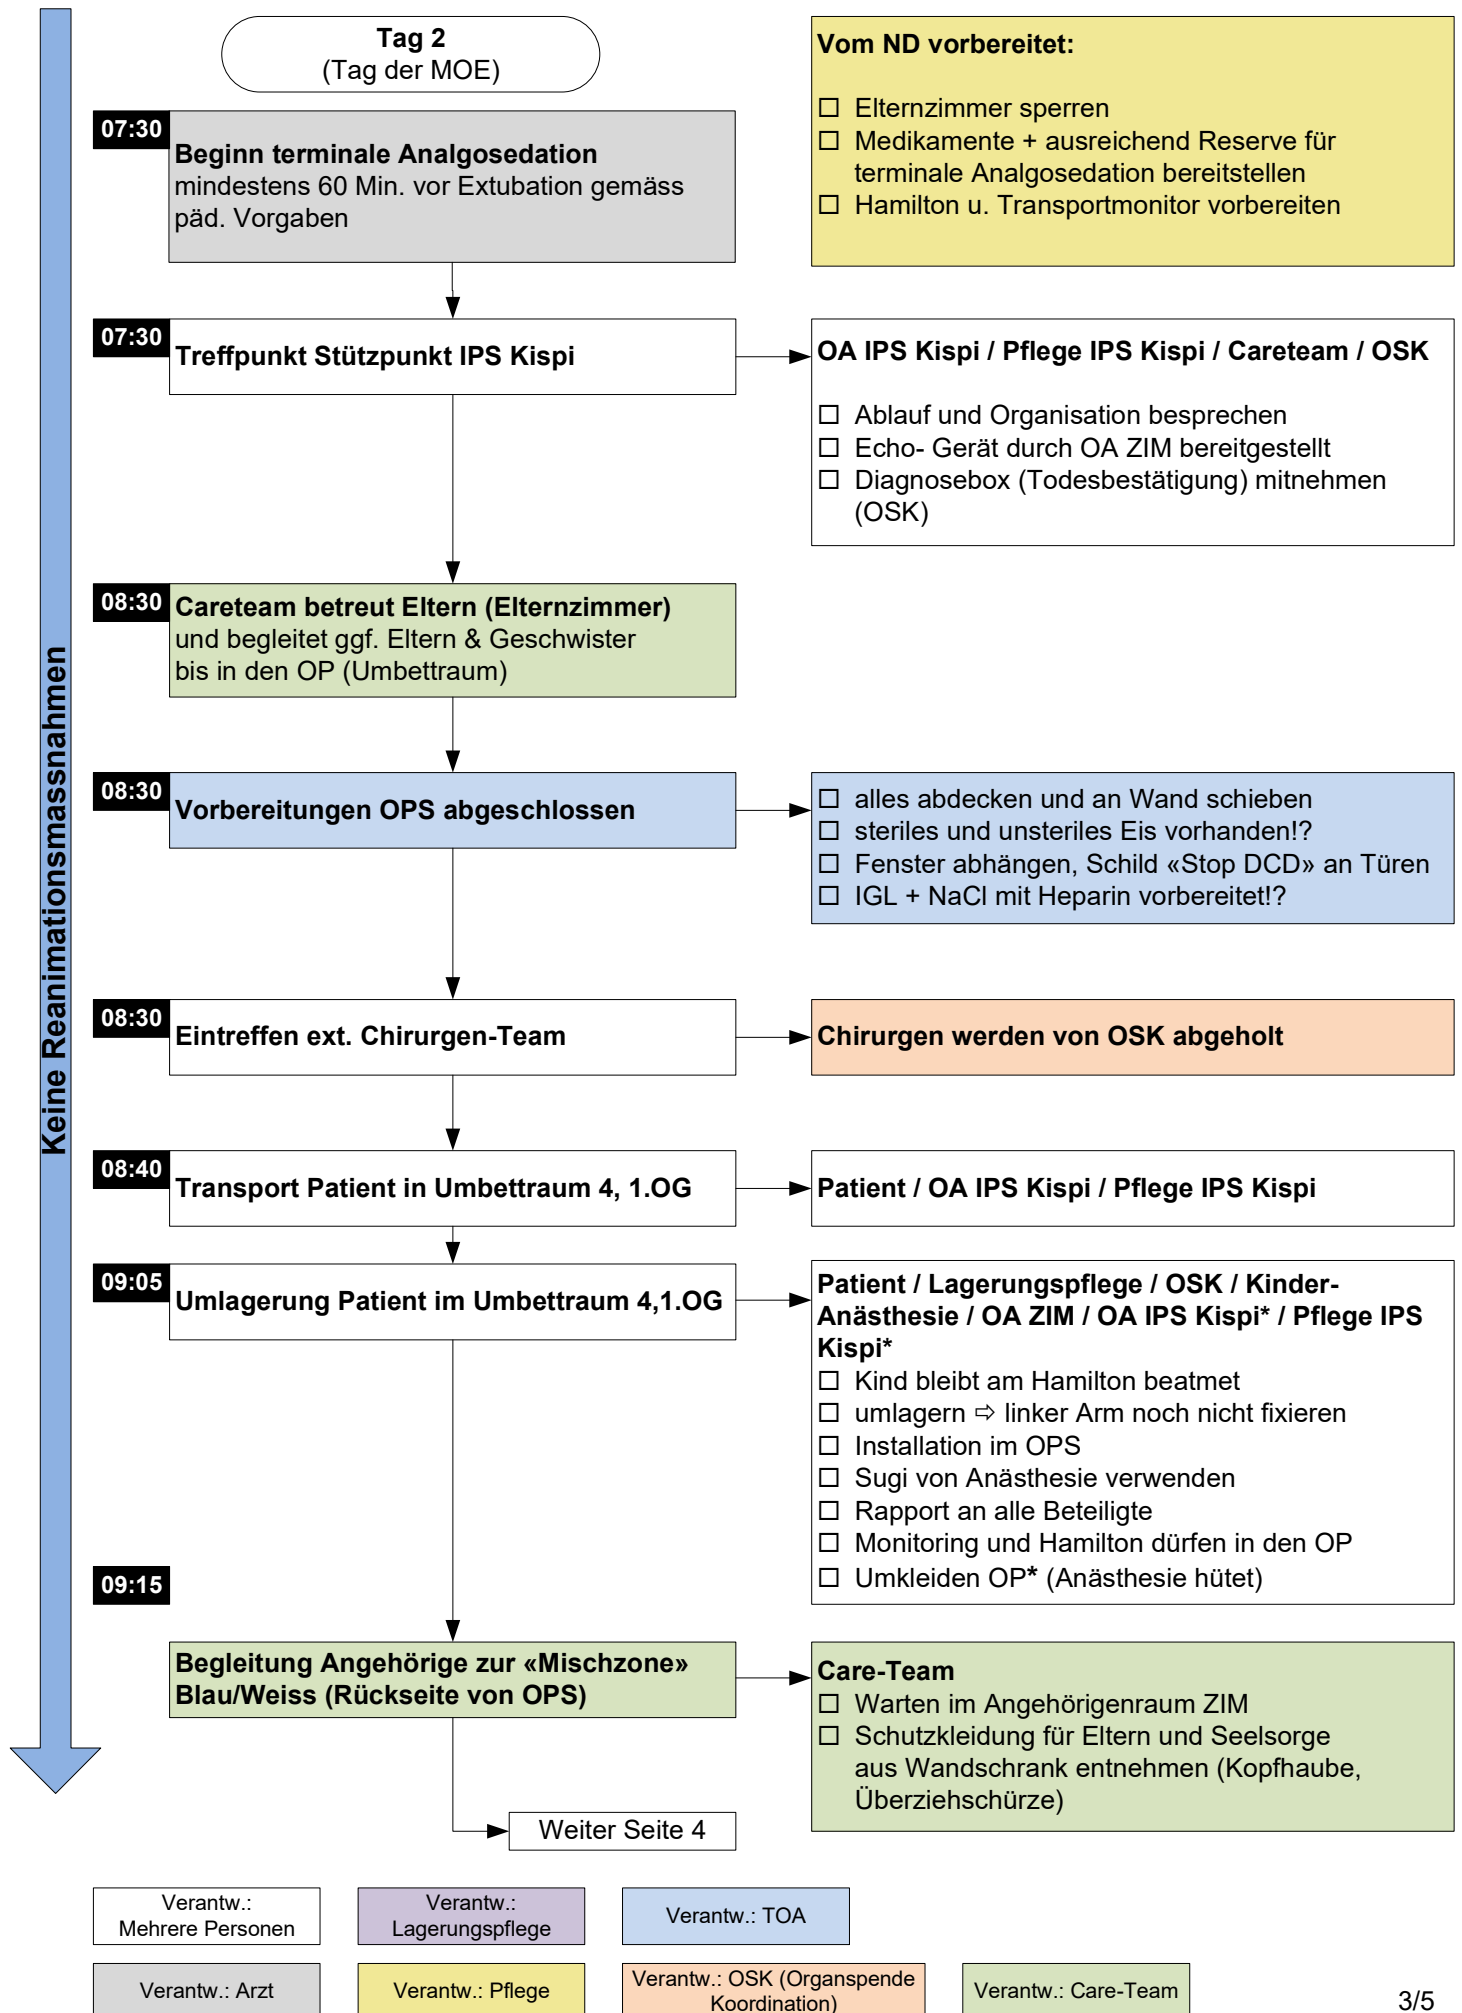 Tag 2
(Tag der MOE)
Vom ND vorbereitet:
☐ Elternzimmer sperren
☐ Medikamente + ausreichend Reserve für
terminale Analgosedation bereitstellen
☐ Hamilton u. Transportmonitor vorbereiten
07:30
Beginn terminale Analgosedation
mindestens 60 Min. vor Extubation gemäss
päd. Vorgaben
07:30
Treffpunkt Stützpunkt IPS Kispi
OA IPS Kispi / Pflege IPS Kispi / Careteam / OSK
☐ Ablauf und Organisation besprechen
☐ Echo- Gerät durch OA ZIM bereitgestellt
☐ Diagnosebox (Todesbestätigung) mitnehmen
(OSK)
08:30
Careteam betreut Eltern (Elternzimmer)
und begleitet ggf. Eltern & Geschwister
bis in den OP (Umbettraum)
Keine Reanimationsmassnahmen
08:30
Vorbereitungen OPS abgeschlossen
☐ alles abdecken und an Wand schieben
☐ steriles und unsteriles Eis vorhanden!?
☐ Fenster abhängen, Schild «Stop DCD» an Türen
☐ IGL + NaCl mit Heparin vorbereitet!?
08:30
Eintreffen ext. Chirurgen-Team
Chirurgen werden von OSK abgeholt
08:40
Transport Patient in Umbettraum 4, 1.OG
Patient / OA IPS Kispi / Pflege IPS Kispi
09:05
Umlagerung Patient im Umbettraum 4,1.OG
Patient / Lagerungspflege / OSK / Kinder-
Anästhesie / OA ZIM / OA IPS Kispi* / Pflege IPS
Kispi*
☐ Kind bleibt am Hamilton beatmet
☐ umlagern ⇨ linker Arm noch nicht fixieren
☐ Installation im OPS
☐ Sugi von Anästhesie verwenden
☐ Rapport an alle Beteiligte
☐ Monitoring und Hamilton dürfen in den OP
☐ Umkleiden OP* (Anästhesie hütet)
09:15
Begleitung Angehörige zur «Mischzone»
Blau/Weiss (Rückseite von OPS)
Care-Team
☐ Warten im Angehörigenraum ZIM
☐ Schutzkleidung für Eltern und Seelsorge
aus Wandschrank entnehmen (Kopfhaube,
Überziehschürze)
Weiter Seite 4
Verantw.:
Mehrere Personen
Verantw.:
Lagerungspflege
Verantw.: TOA
Verantw.: Arzt
Verantw.: Pflege
Verantw.: OSK (Organspende
Koordination)
Verantw.: Care-Team
3/5